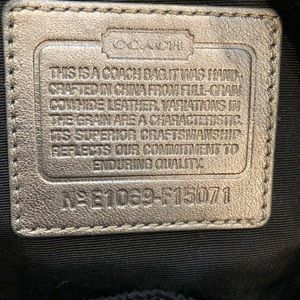 COACH
THIS IS A COACH BAG. IT WAS HAND-
CRAFTED IN CHINA FROM FULL-GRAIN
COWHIDE LEATHER. VARIATIONS IN
THE GRAIN ARE A CHARACTERISTIC.
ITS SUPERIOR CRAFTSMANSHIP
REFLECTS OUR COMMITMENT TO
ENDURING QUALITY.
Nº E1069-F15071